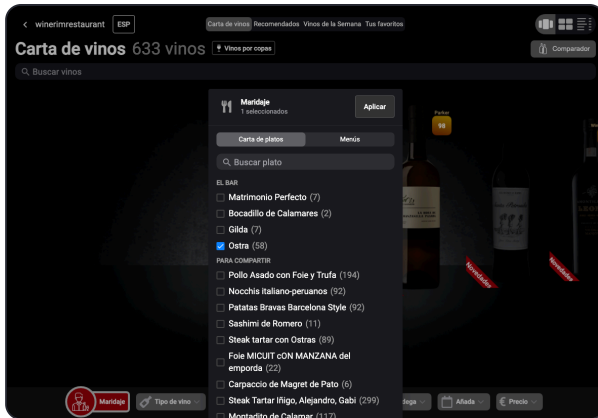 winerimrestaurant ESP
Carta de vinos Recomendados Vinos de la Semana Tus favoritos
Carta de vinos 633 vinos Vinos por copas
Comparador
Buscar vinos
Maridaje
1 seleccionados
Aplicar
Carta de platos Menús
Buscar plato
EL BAR
Matrimonio Perfecto (7)
Bocadillo de Calamares (2)
Gilda (7)
Ostra (58)
PARA COMPARTIR
Pollo Asado con Foie y Trufa (194)
Nocchis italiano-peruanos (92)
Patatas Bravas Barcelona Style (92)
Sashimi de Romero (11)
Steak tartar con Ostras (89)
Foie MICUIT cON MANZANA del
emporda (22)
Carpaccio de Magret de Pato (6)
Steak Tartar Iñigo, Alejandro, Gabi (299)
Montadito de Calamar (117)
Parker
98
Novedades
Novedades
Maridaje
Tipo de vino
Añada
€ Precio